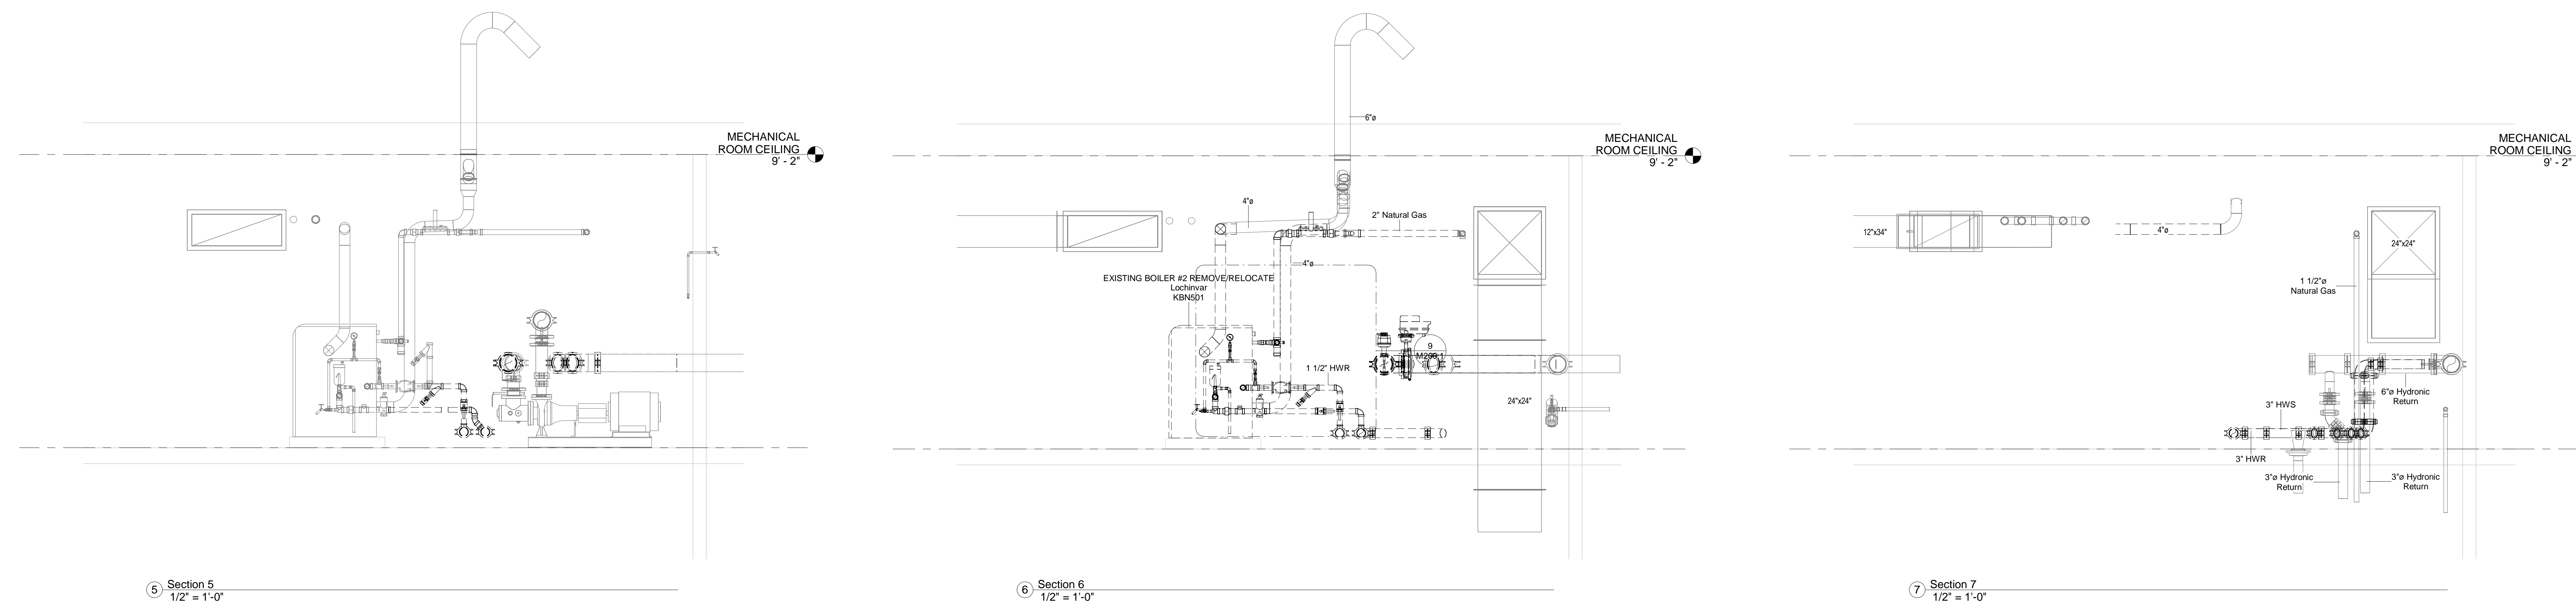 MECHANICAL
ROOM CEILING
9' - 2"
5
Section 5
1/2" = 1'-0"
6"ø
MECHANICAL
ROOM CEILING
9' - 2"
4"ø
2" Natural Gas
4"ø
EXISTING BOILER #2 REMOVE/RELOCATE
Lochinvar
KBN501
9
M200.1
1 1/2" HWR
24"x24"
6
Section 6
1/2" = 1'-0"
MECHANICAL
ROOM CEILING
9' - 2"
12"x34"
4"ø
24"x24"
1 1/2"ø
Natural Gas
6"ø Hydronic
Return
3" HWS
3" HWR
3"ø Hydronic
Return
3"ø Hydronic
Return
7
Section 7
1/2" = 1'-0"